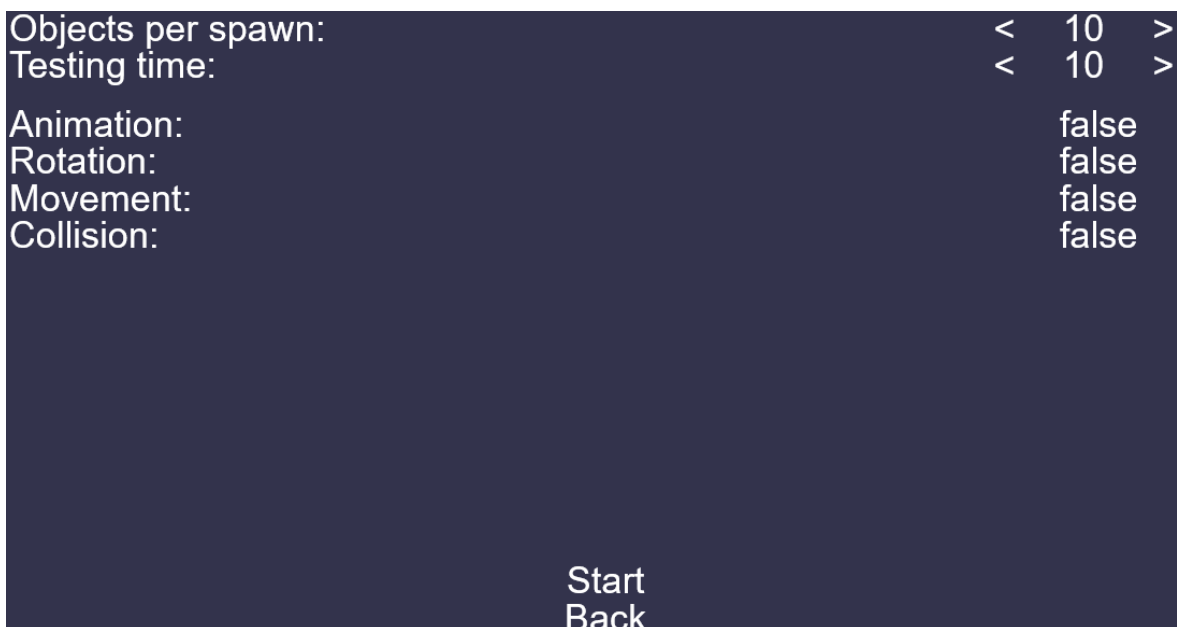 Objects per spawn: < 10 >
Testing time: < 10 >
Animation: false
Rotation: false
Movement: false
Collision: false
Start
Back